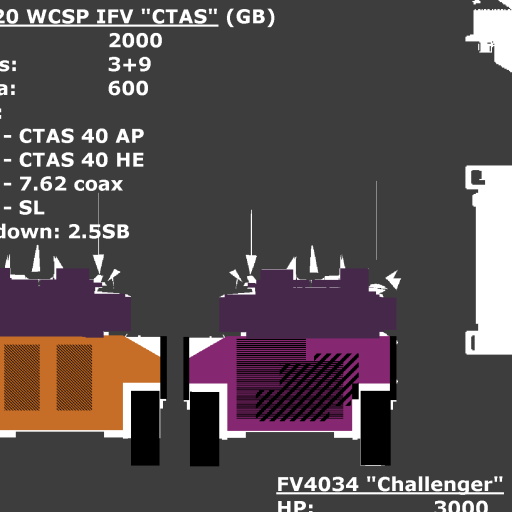 20 WCSP IFV "CTAS" (GB)
2000
s: 3+9
a: 600
:
- CTAS 40 AP
- CTAS 40 HE
- 7.62 coax
- SL
down: 2.5SB
FV4034 "Challenger"
HP: 3000